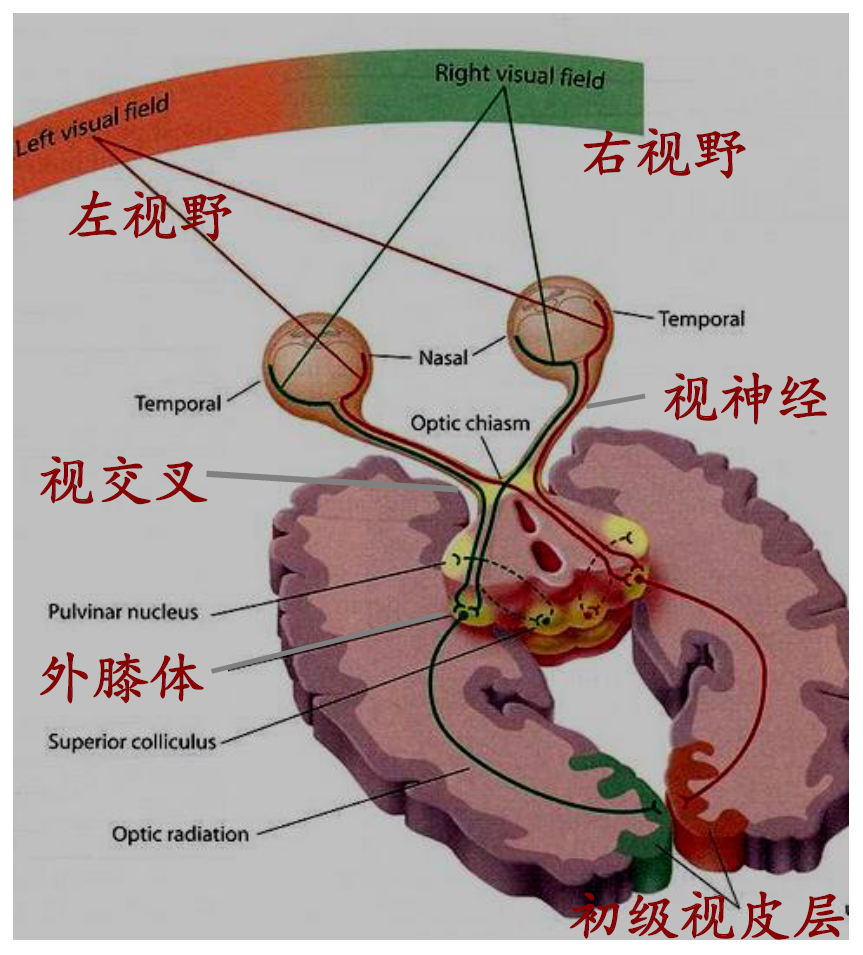 Right visual field
Left visual field
右视野
左视野
Temporal
Nasal
Temporal
视神经
Optic chiasm
视交叉
Pulvinar nucleus
外膝体
Superior colliculus
Optic radiation
初级视皮层